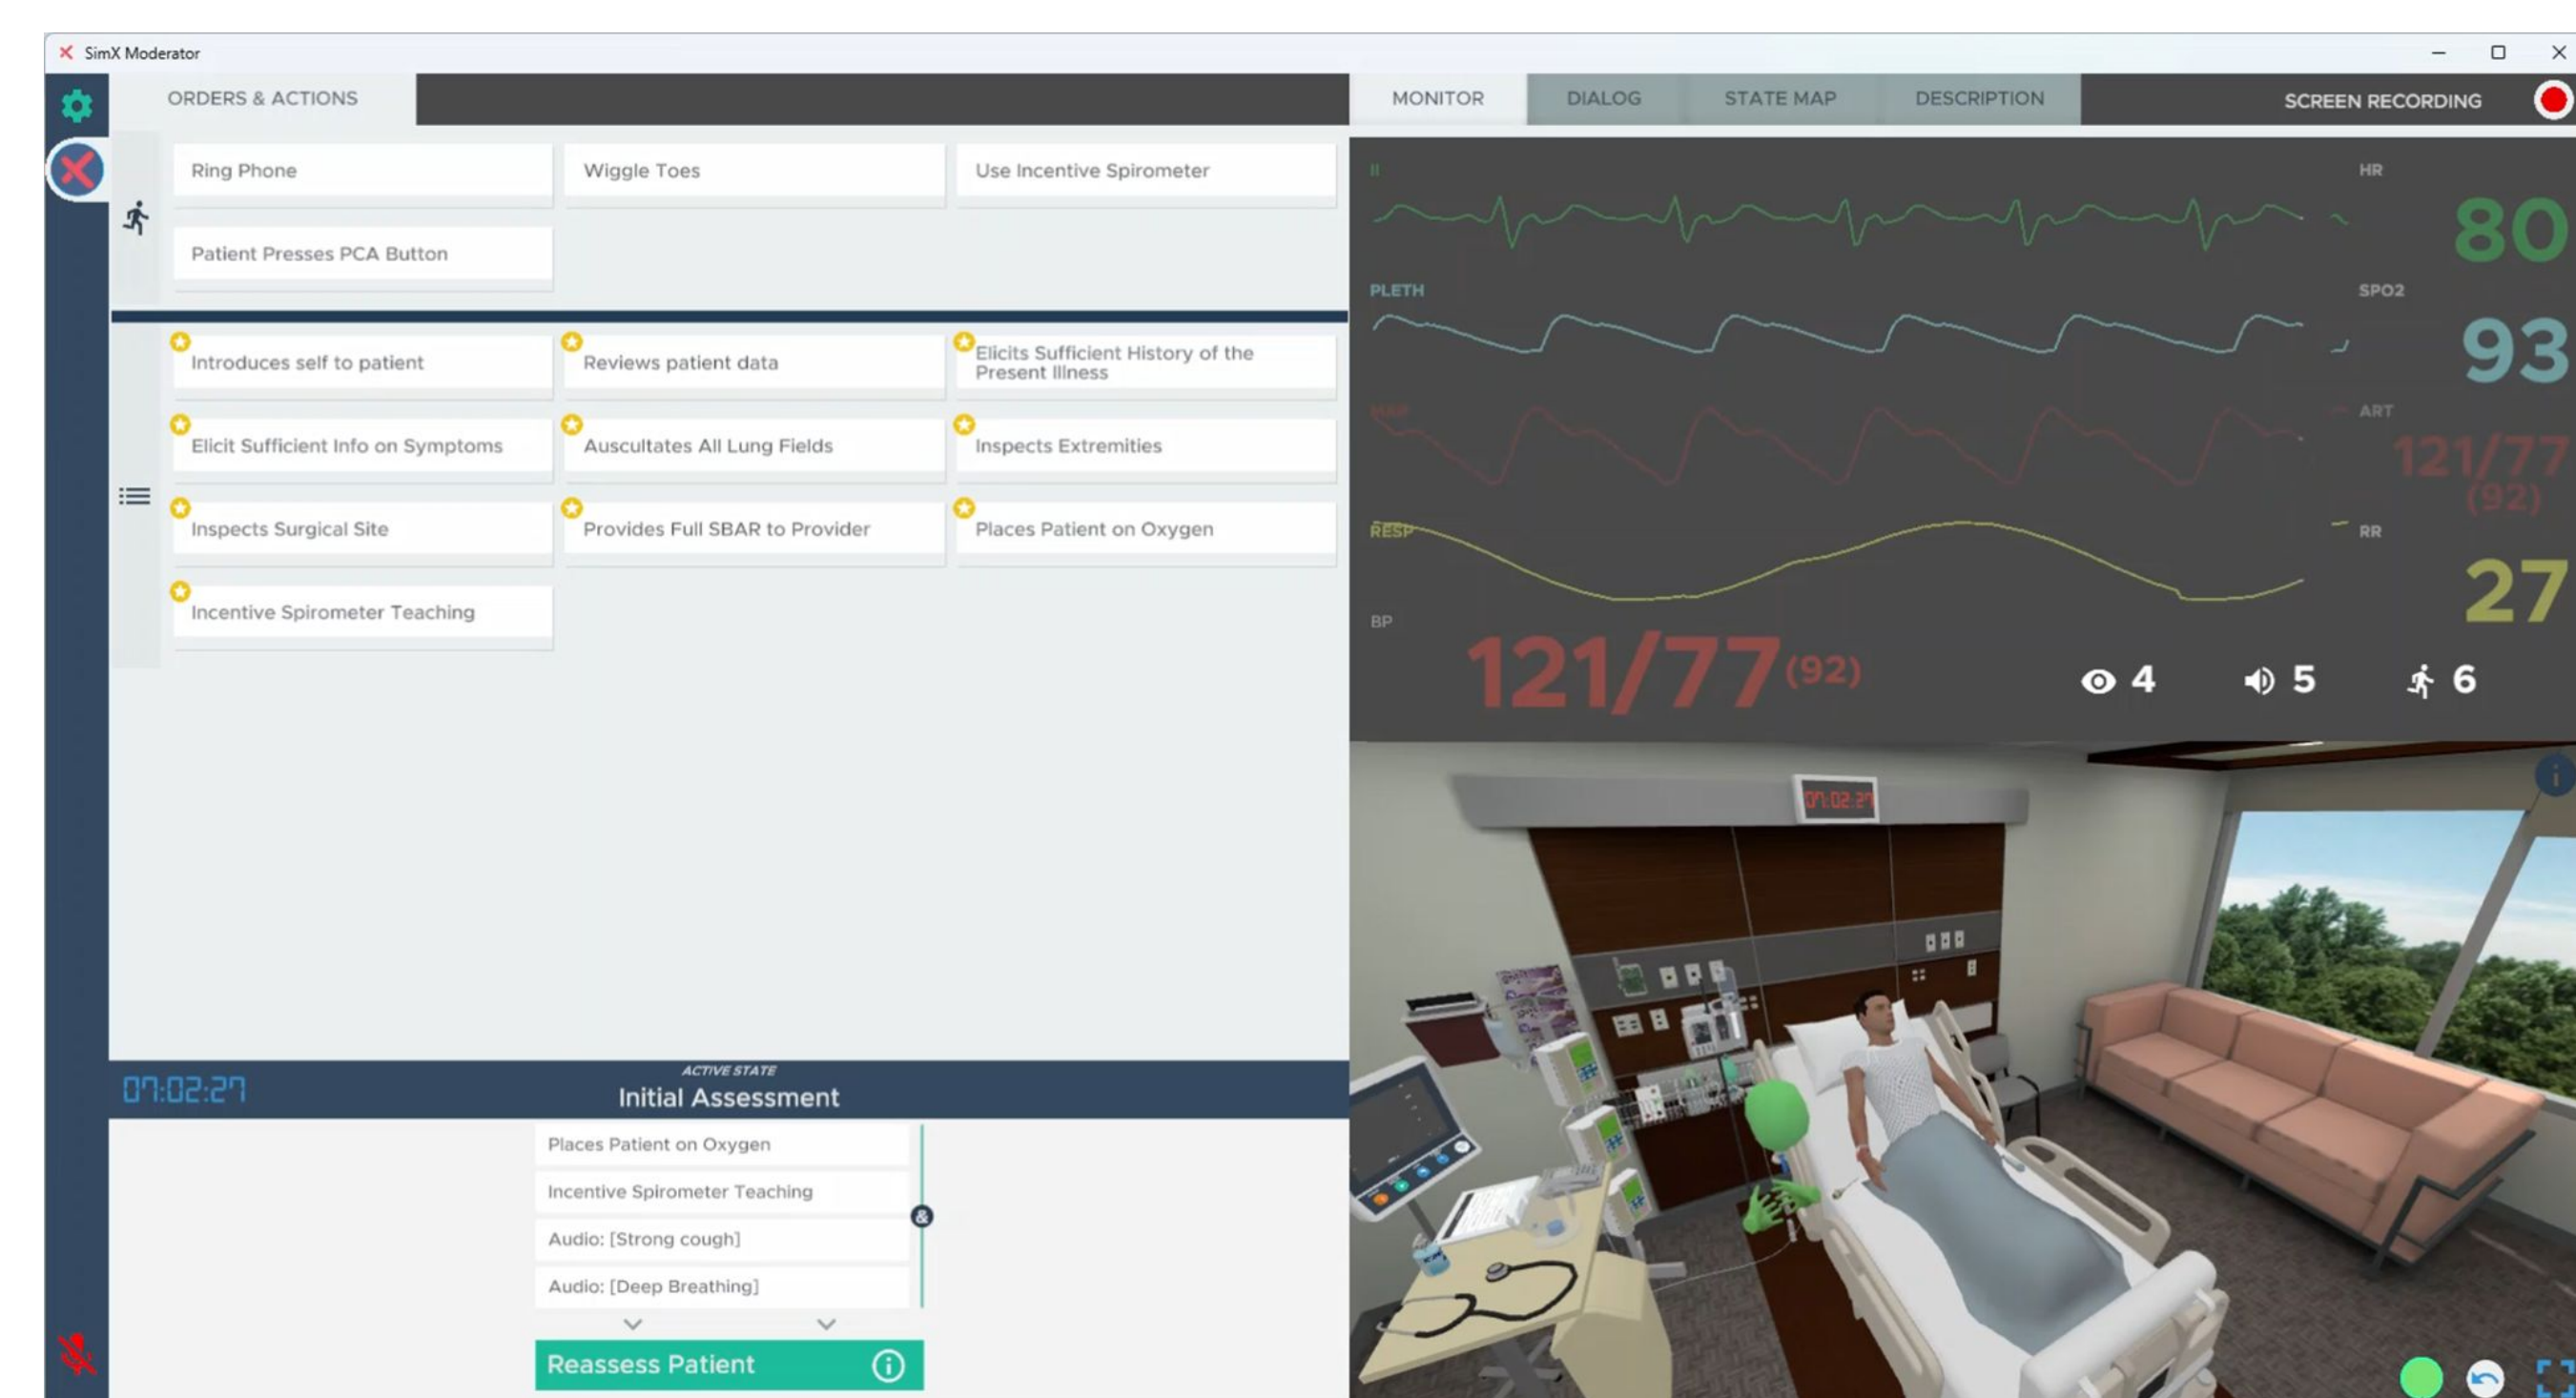 SimX Moderator
ORDERS & ACTIONS
Ring Phone
Wiggle Toes
Use Incentive Spirometer
Patient Presses PCA Button
Introduces self to patient
Reviews patient data
Elicits Sufficient History of the
Present Illness
Elicit Sufficient Info on Symptoms
Auscultates All Lung Fields
Inspects Extremities
Inspects Surgical Site
Provides Full SBAR to Provider
Places Patient on Oxygen
Incentive Spirometer Teaching
07:02:27
ACTIVE STATE
Initial Assessment
Places Patient on Oxygen
Incentive Spirometer Teaching
&
Audio: [Strong cough]
Audio: [Deep Breathing]
Reassess Patient
MONITOR
DIALOG
STATE MAP
DESCRIPTION
SCREEN RECORDING
II
HR
80
PLETH
SPO2
93
MAP
ART
121/77
(92)
RESP
RR
27
BP
121/77 (92)
4
5
6
07:02:27